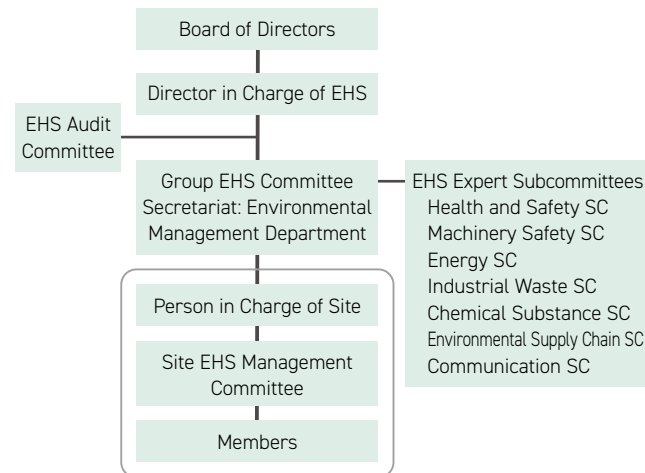 Board of Directors
Director in Charge of EHS
EHS Audit
Committee
Group EHS Committee
Secretariat: Environmental
Management Department
EHS Expert Subcommittees
Health and Safety SC
Machinery Safety SC
Energy SC
Industrial Waste SC
Chemical Substance SC
Environmental Supply Chain SC
Communication SC
Person in Charge of Site
Site EHS Management
Committee
Members